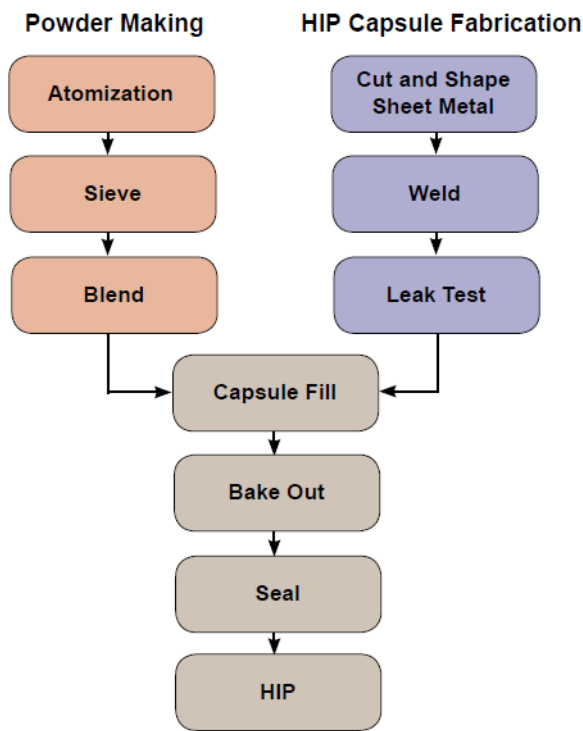 Powder Making
HIP Capsule Fabrication
Atomization
Sieve
Blend
Cut and Shape
Sheet Metal
Weld
Leak Test
Capsule Fill
Bake Out
Seal
HIP